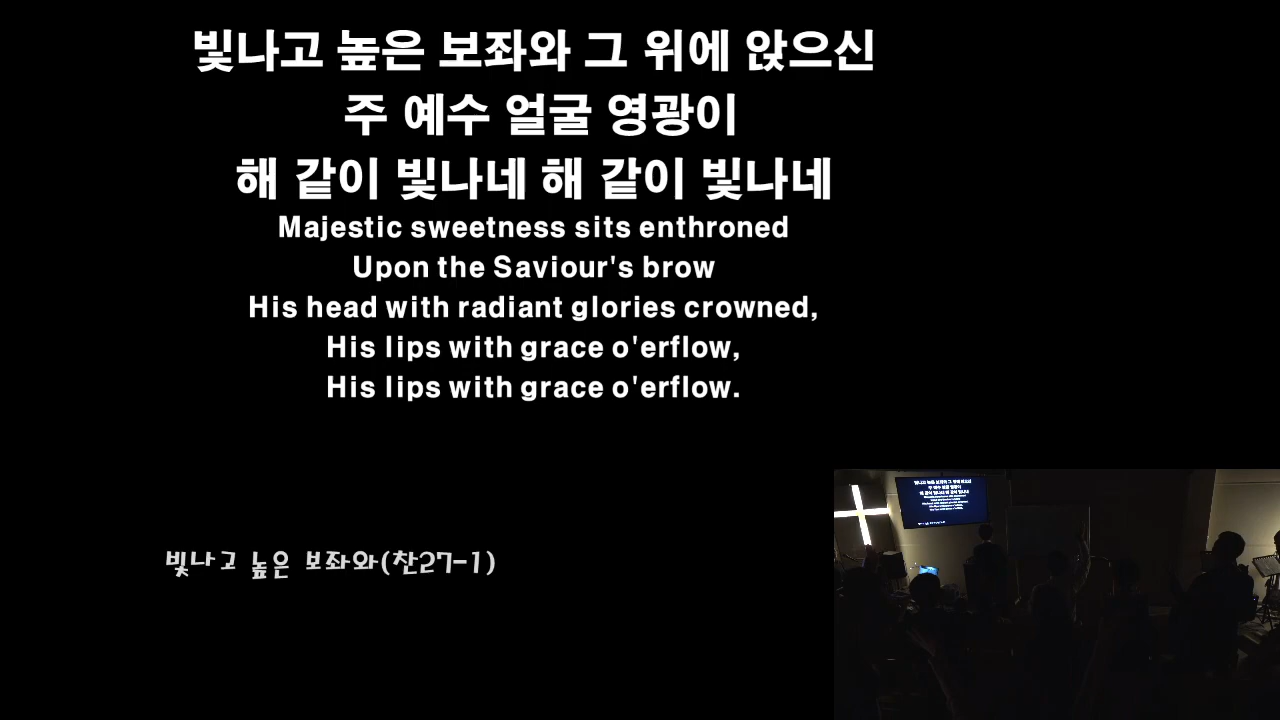 빛나고 높은 보좌와 그 위에 앉으신
주 예수 얼굴 영광이
해 같이 빛나네 해 같이 빛나네
Majestic sweetness sits enthroned
Upon the Saviour's brow
His head with radiant glories crowned,
His lips with grace o'erflow,
His lips with grace o'erflow.
빛나고 높은 보좌와(찬27-1)